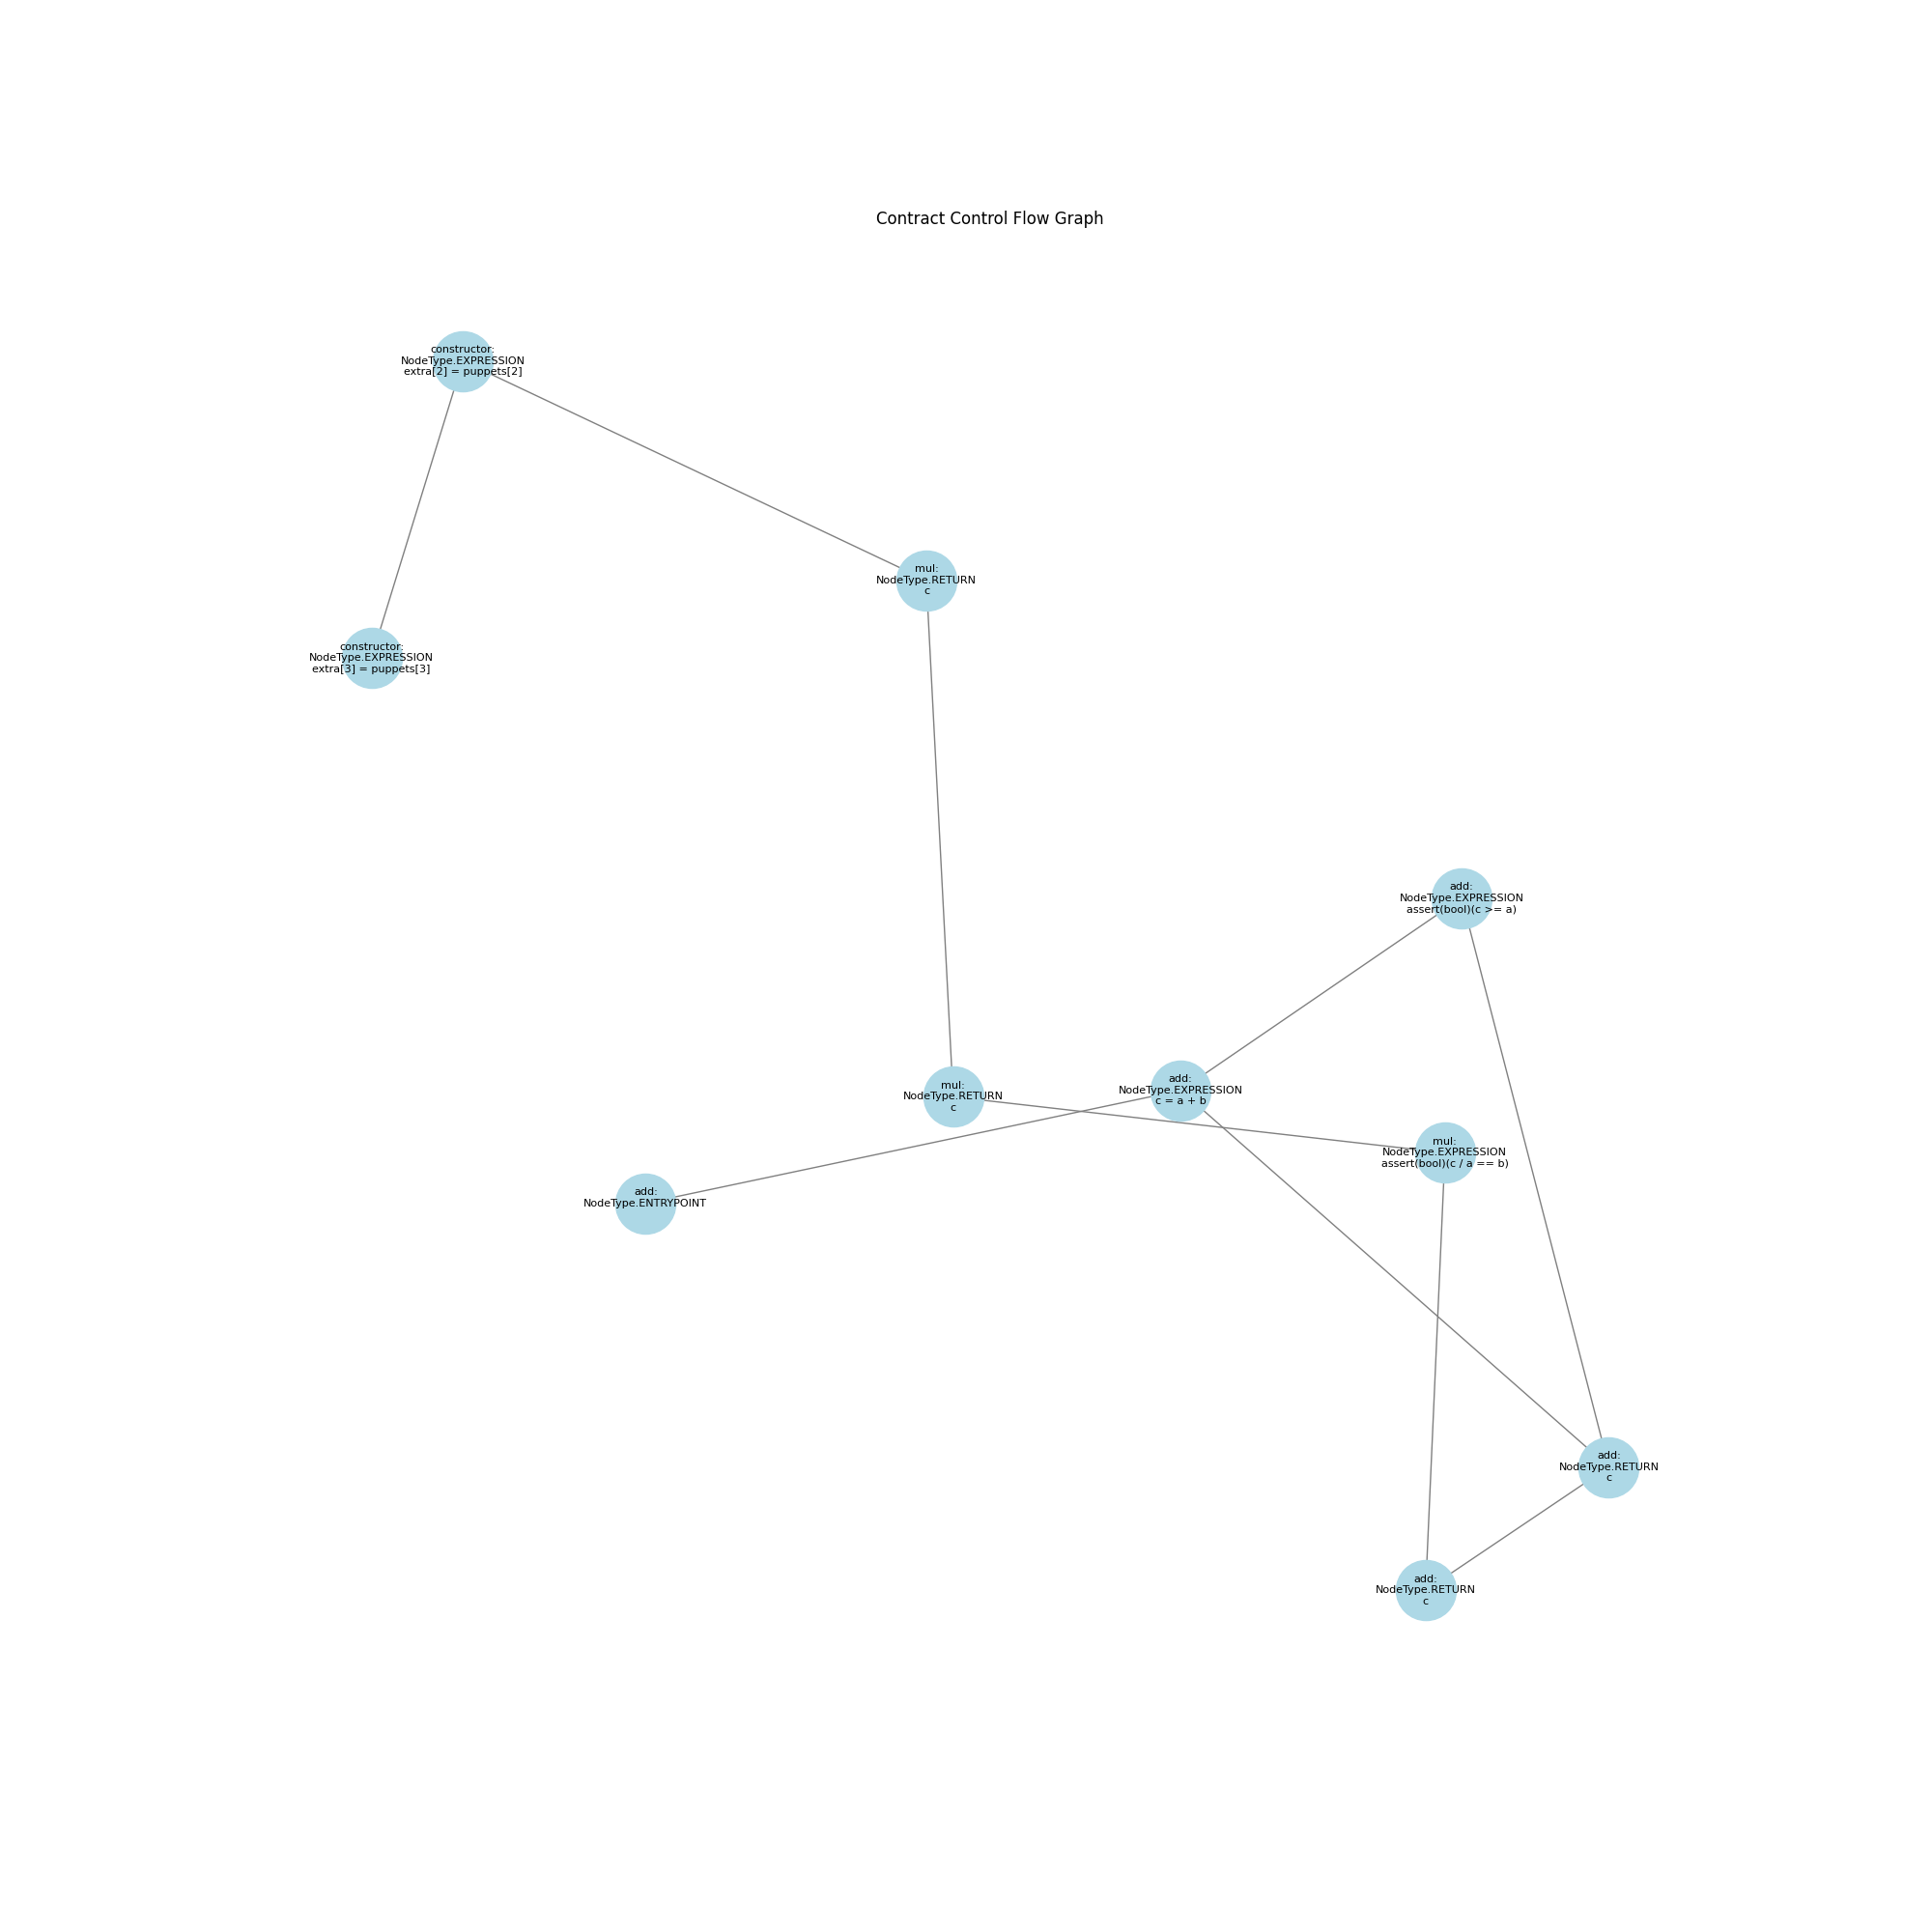 Contract Control Flow Graph
constructor:
NodeType.EXPRESSION
extra[2] = puppets[2]
mul:
NodeType.RETURN
c
constructor:
NodeType.EXPRESSION
extra[3] = puppets[3]
add:
NodeType.EXPRESSION
assert(bool)(c >= a)
mul:
NodeType.RETURN
c
add:
NodeType.EXPRESSION
c = a + b
mul:
NodeType.EXPRESSION
assert(bool)(c / a == b)
add:
NodeType.ENTRYPOINT
add:
NodeType.RETURN
c
add:
NodeType.RETURN
c